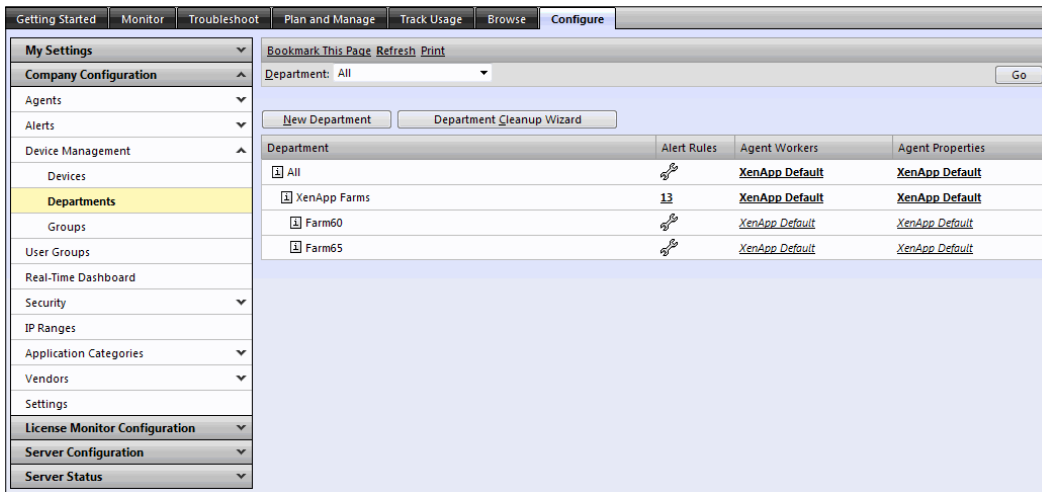 Getting Started Monitor Troubleshoot Plan and Manage Track Usage Browse Configure
My Settings
Company Configuration
Agents
Alerts
Device Management
Devices
Departments
Groups
User Groups
Real-Time Dashboard
Security
IP Ranges
Application Categories
Vendors
Settings
License Monitor Configuration
Server Configuration
Server Status
Bookmark This Page Refresh Print
Department: All Go
New Department Department Cleanup Wizard
Department Alert Rules Agent Workers Agent Properties
All XenApp Default XenApp Default
XenApp Farms 13 XenApp Default XenApp Default
Farm60 XenApp Default XenApp Default
Farm65 XenApp Default XenApp Default